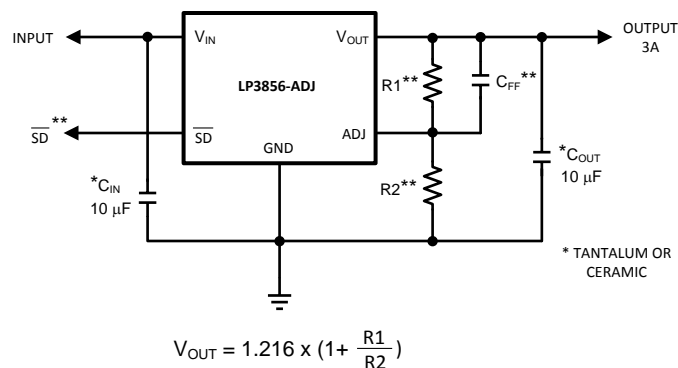 INPUT
V_IN
V_OUT
OUTPUT
3A
LP3856-ADJ
R1**
C_FF**
SD**
SD
ADJ
GND
*C_IN
10 μF
R2**
*C_OUT
10 μF
* TANTALUM OR
CERAMIC
V_OUT = 1.216 x (1+ R1/R2)